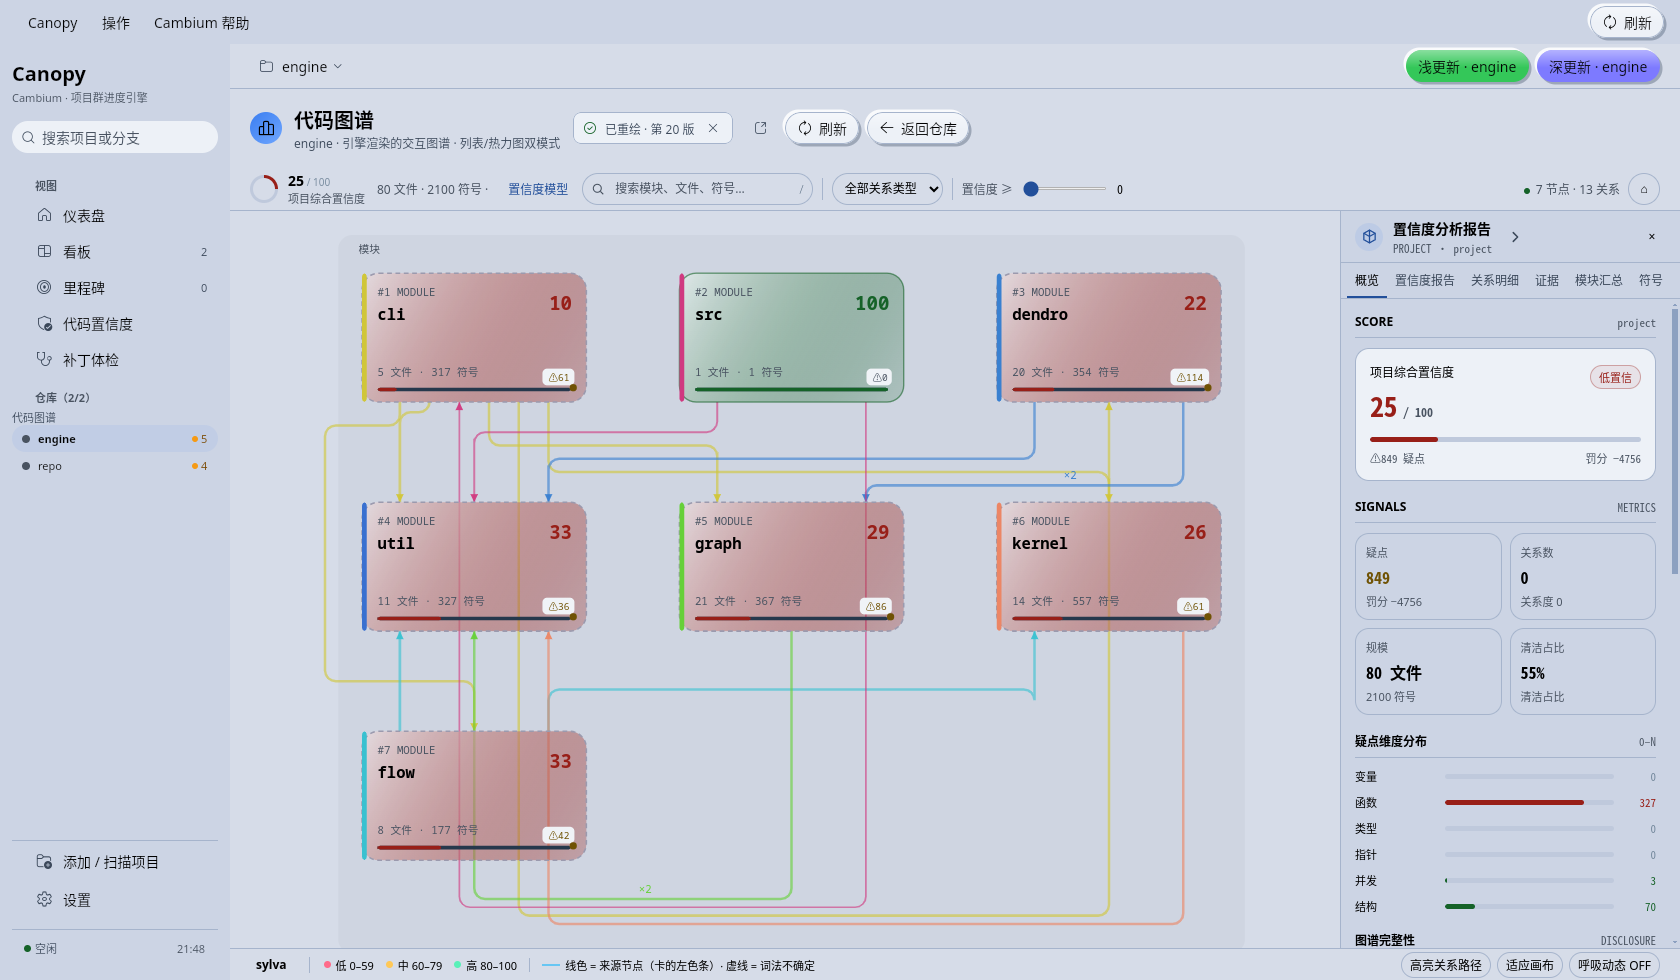 Canopy 操作 Cambium 帮助 刷新
Canopy
Cambium · 项目群进度引擎
搜索项目或分支
视图
仪表盘
看板 2
里程碑 0
代码置信度
补丁体检
仓库（2/2）
代码图谱
engine 5
repo 4
添加 / 扫描项目
设置
空闲 21:48
engine 浅更新 · engine 深更新 · engine
代码图谱
engine · 引擎渲染的交互图谱 · 列表/热力图双模式
已重绘 · 第 20 版 刷新 返回仓库
25 / 100
项目综合置信度
80 文件 · 2100 符号 · 置信度模型 搜索模块、文件、符号... / 全部关系类型 置信度 ≥ 0 7 节点 · 13 关系
模块
#1 MODULE
cli 10
5 文件 · 317 符号 ⚠61
#2 MODULE
src 100
1 文件 · 1 符号 ⚠0
#3 MODULE
dendro 22
20 文件 · 354 符号 ⚠114
×2
#4 MODULE
util 33
11 文件 · 327 符号 ⚠36
#5 MODULE
graph 29
21 文件 · 367 符号 ⚠86
#6 MODULE
kernel 26
14 文件 · 557 符号 ⚠61
#7 MODULE
flow 33
8 文件 · 177 符号 ⚠42
×2
置信度分析报告
PROJECT · project
×
概览 置信度报告 关系明细 证据 模块汇总 符号
SCORE project
项目综合置信度 低置信
25 / 100
⚠849 疑点 罚分 −4756
SIGNALS METRICS
疑点
849
罚分 −4756
关系数
0
关系度 0
规模
80 文件
2100 符号
清洁占比
55%
清洁占比
疑点维度分布 0–N
变量 0
函数 327
类型 0
指针 0
并发 3
结构 70
图谱完整性 DISCLOSURE
sylva 低 0–59 中 60–79 高 80–100 线色 = 来源节点（卡的左色条）· 虚线 = 词法不确定 高亮关系路径 适应画布 呼吸动态 OFF